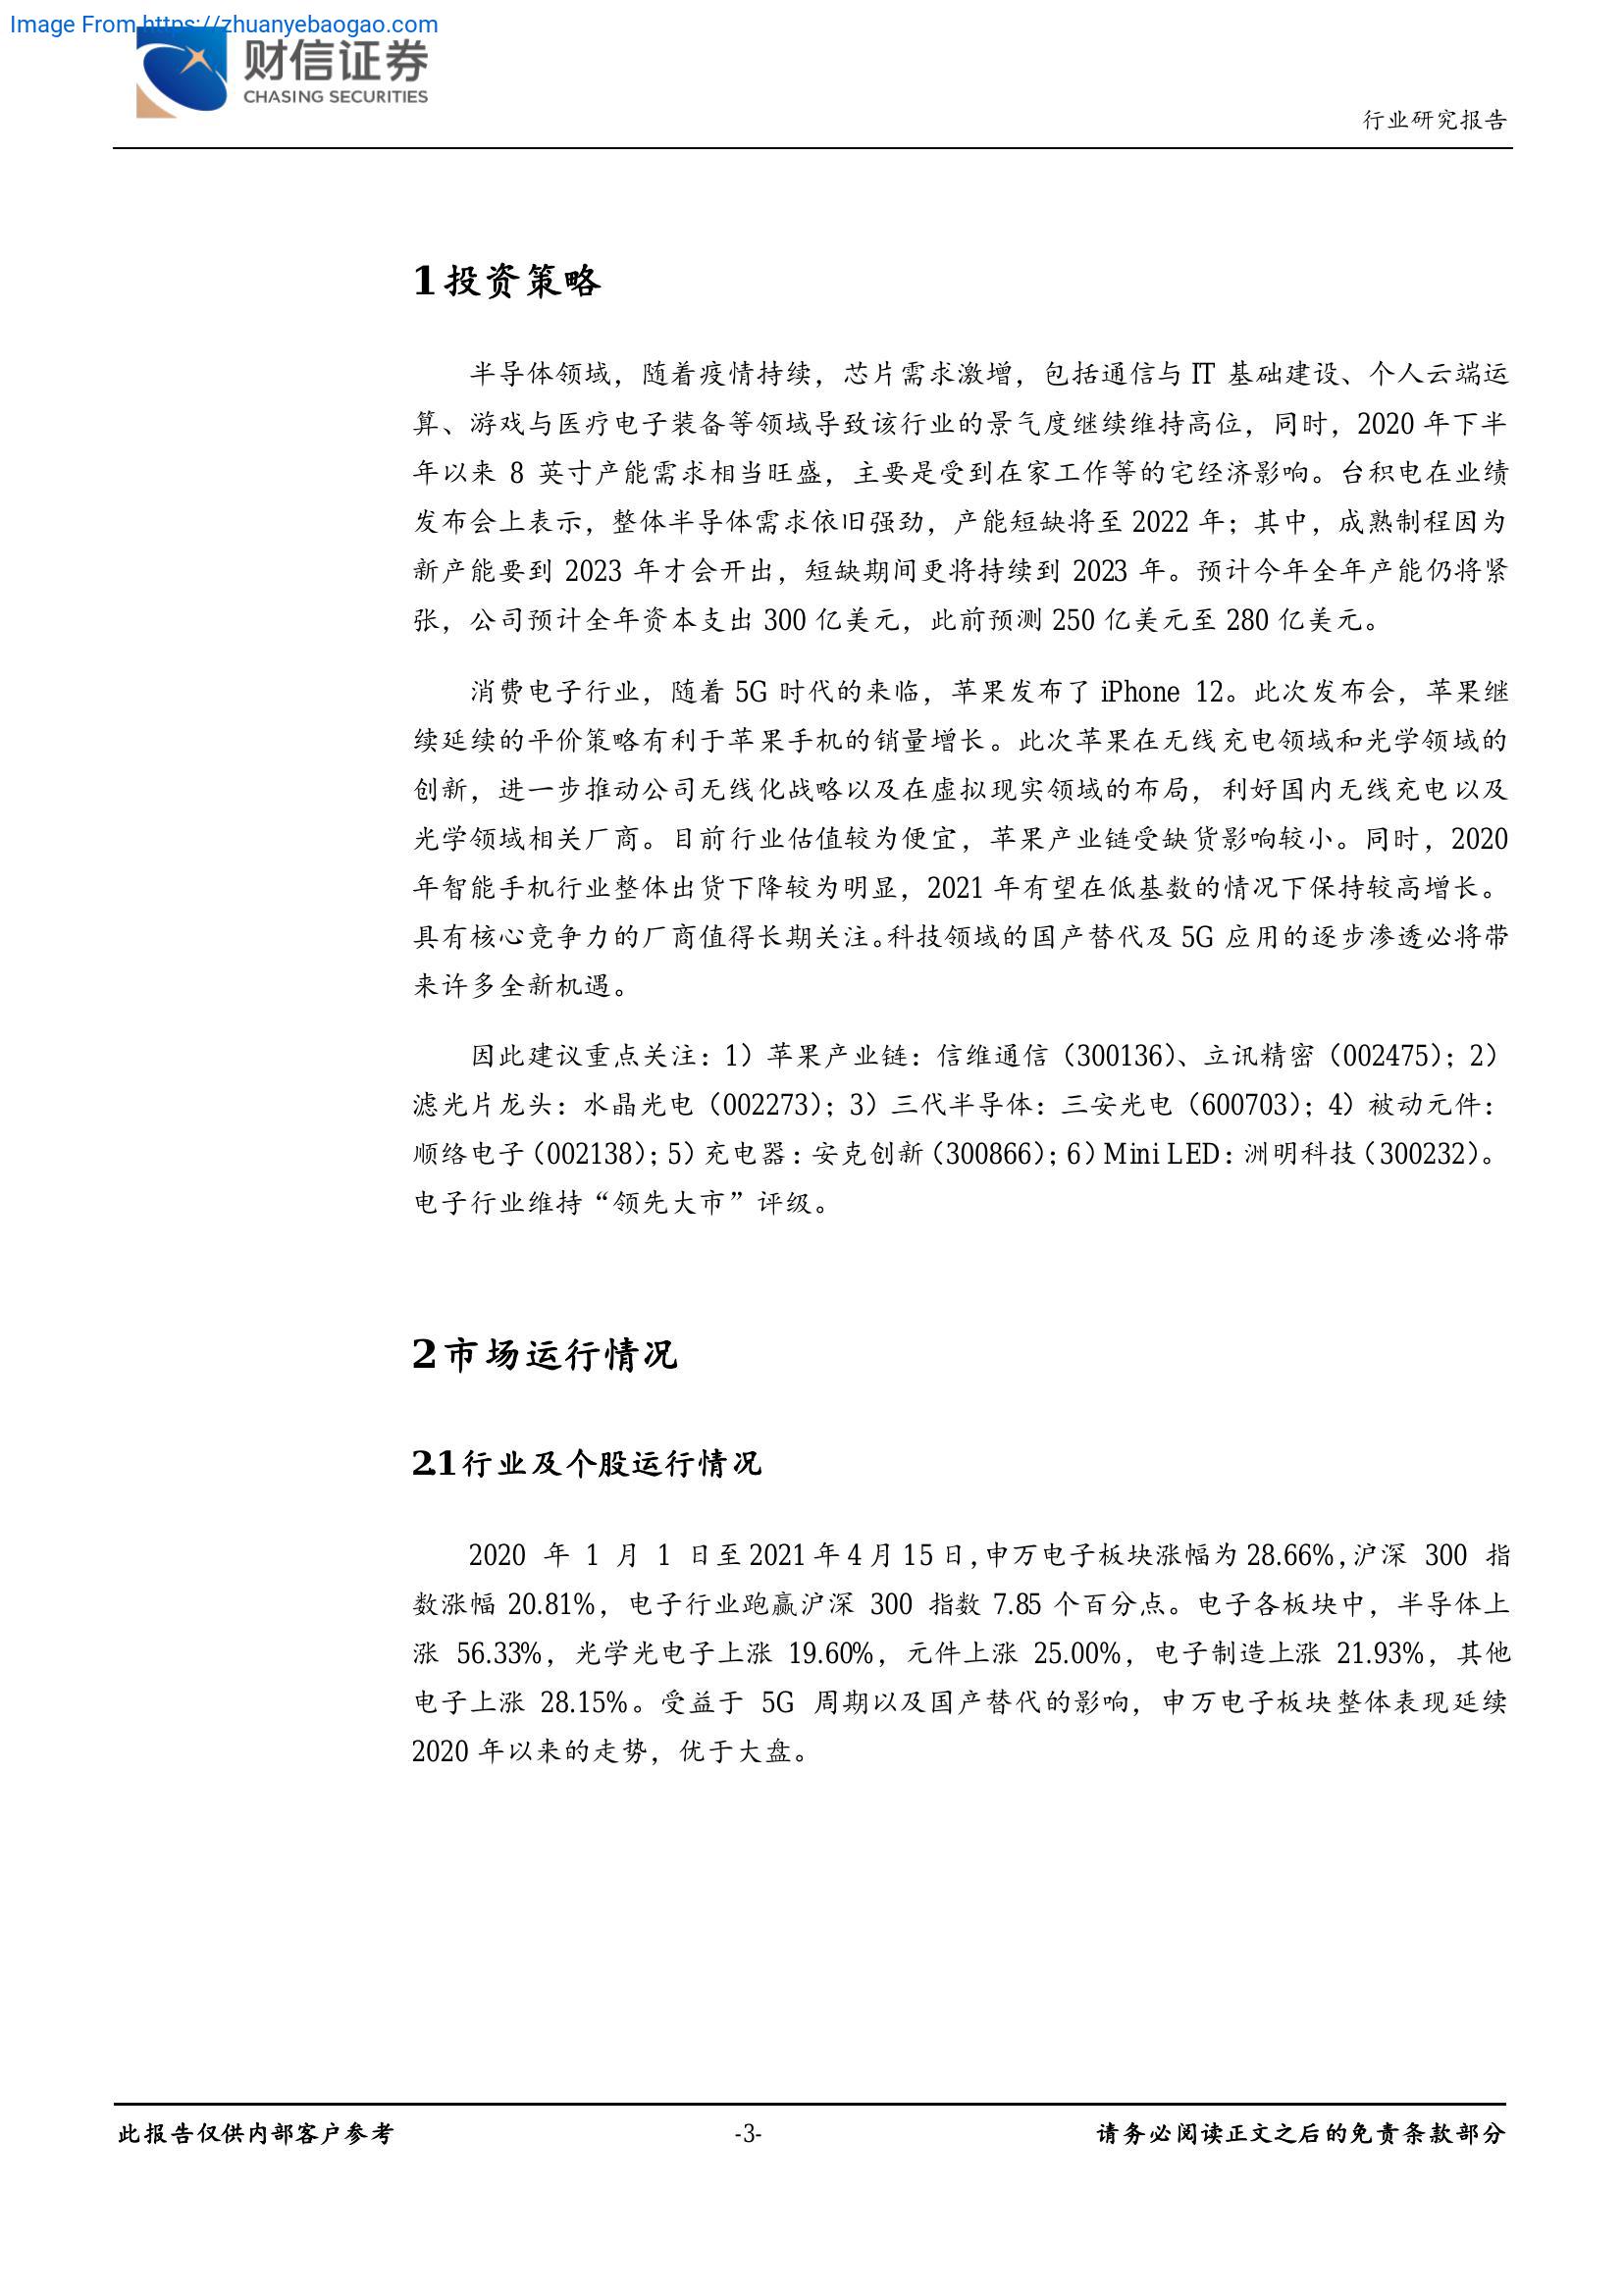 Image From https://zhuanyebaogao.com
财信证券
CHASING SECURITIES
行业研究报告
1 投资策略
半导体领域，随着疫情持续，芯片需求激增，包括通信与 IT 基础建设、个人云端运
算、游戏与医疗电子装备等领域导致该行业的景气度继续维持高位，同时，2020 年下半
年以来 8 英寸产能需求相当旺盛，主要是受到在家工作等的宅经济影响。台积电在业绩
发布会上表示，整体半导体需求依旧强劲，产能短缺将至 2022 年；其中，成熟制程因为
新产能要到 2023 年才会开出，短缺期间更将持续到 2023 年。预计今年全年产能仍将紧
张，公司预计全年资本支出 300 亿美元，此前预测 250 亿美元至 280 亿美元。
消费电子行业，随着 5G 时代的来临，苹果发布了 iPhone 12。此次发布会，苹果继
续延续的平价策略有利于苹果手机的销量增长。此次苹果在无线充电领域和光学领域的
创新，进一步推动公司无线化战略以及在虚拟现实领域的布局，利好国内无线充电以及
光学领域相关厂商。目前行业估值较为便宜，苹果产业链受缺货影响较小。同时，2020
年智能手机行业整体出货下降较为明显，2021 年有望在低基数的情况下保持较高增长。
具有核心竞争力的厂商值得长期关注。科技领域的国产替代及 5G 应用的逐步渗透必将带
来许多全新机遇。
因此建议重点关注：1）苹果产业链：信维通信（300136）、立讯精密（002475）；2）
滤光片龙头：水晶光电（002273）；3）三代半导体：三安光电（600703）；4）被动元件：
顺络电子（002138）；5）充电器：安克创新（300866）；6）Mini LED：洲明科技（300232）。
电子行业维持“领先大市”评级。
2 市场运行情况
2.1 行业及个股运行情况
2020 年 1 月 1 日至 2021 年 4 月 15 日，申万电子板块涨幅为 28.66%，沪深 300 指
数涨幅 20.81%，电子行业跑赢沪深 300 指数 7.85 个百分点。电子各板块中，半导体上
涨 56.33%，光学光电子上涨 19.60%，元件上涨 25.00%，电子制造上涨 21.93%，其他
电子上涨 28.15%。受益于 5G 周期以及国产替代的影响，申万电子板块整体表现延续
2020 年以来的走势，优于大盘。
此报告仅供内部客户参考
-3-
请务必阅读正文之后的免责条款部分